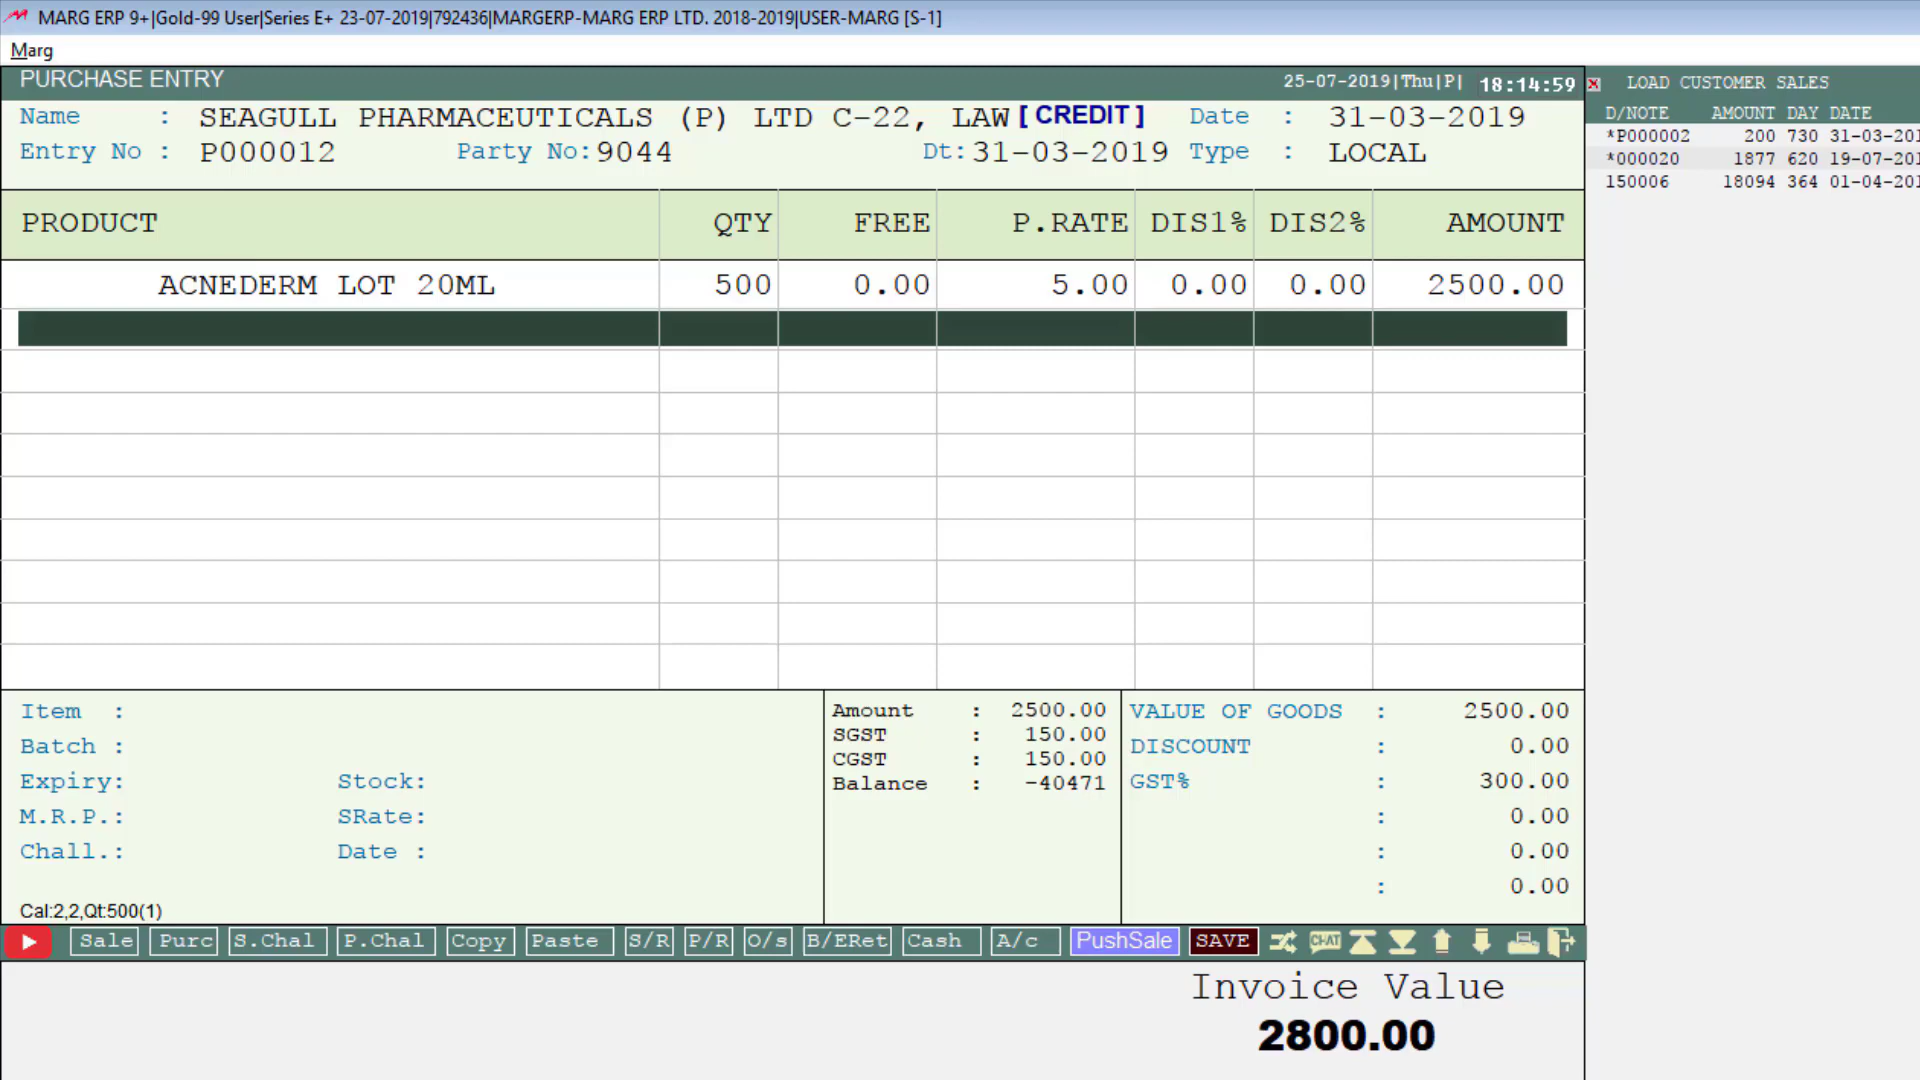 MARG ERP 9+|Gold-99 User|Series E+ 23-07-2019|792436|MARGERP-MARG ERP LTD. 2018-2019|USER-MARG [S-1]
Marg
PURCHASE ENTRY 25-07-2019|Thu|P| 18:14:59
Name : SEAGULL PHARMACEUTICALS (P) LTD C-22, LAW [CREDIT] Date : 31-03-2019
Entry No : P000012 Party No:9044 Dt:31-03-2019 Type : LOCAL
PRODUCT QTY FREE P.RATE DIS1% DIS2% AMOUNT
ACNEDERM LOT 20ML 500 0.00 5.00 0.00 0.00 2500.00
LOAD CUSTOMER SALES
D/NOTE AMOUNT DAY DATE
*P000002 200 730 31-03-201
*000020 1877 620 19-07-201
150006 18094 364 01-04-201
Item :
Batch :
Expiry: Stock:
M.R.P.: SRate:
Chall.: Date :
Cal:2,2,Qt:500(1)
Amount : 2500.00
SGST : 150.00
CGST : 150.00
Balance : -40471
VALUE OF GOODS : 2500.00
DISCOUNT : 0.00
GST% : 300.00
: 0.00
: 0.00
: 0.00
Sale Purc S.Chal P.Chal Copy Paste S/R P/R O/s B/ERet Cash A/c PushSale SAVE CHAT
Invoice Value
2800.00